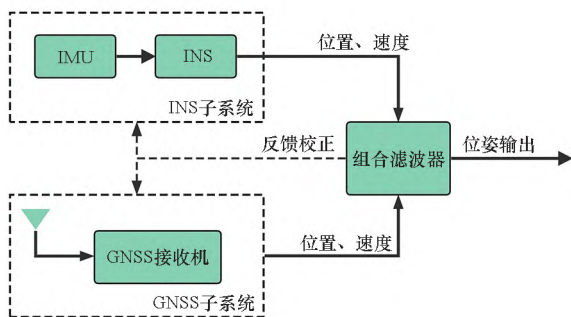 IMU
INS
位置、速度
INS子系统
反馈校正
组合滤波器
位姿输出
GNSS接收机
位置、速度
GNSS子系统